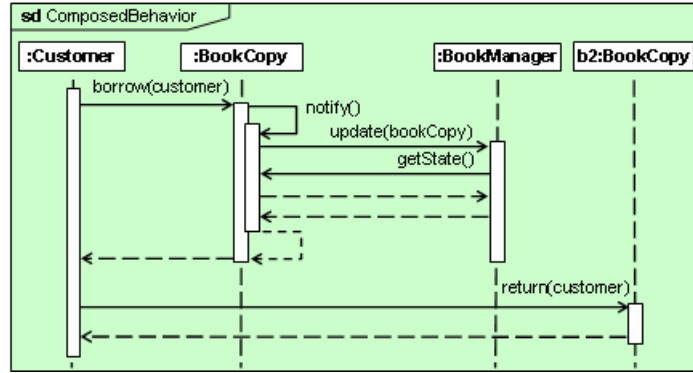 sd ComposedBehavior
:Customer :BookCopy :BookManager b2:BookCopy
borrow(customer)
notify()
update(bookCopy)
getState()
return(customer)